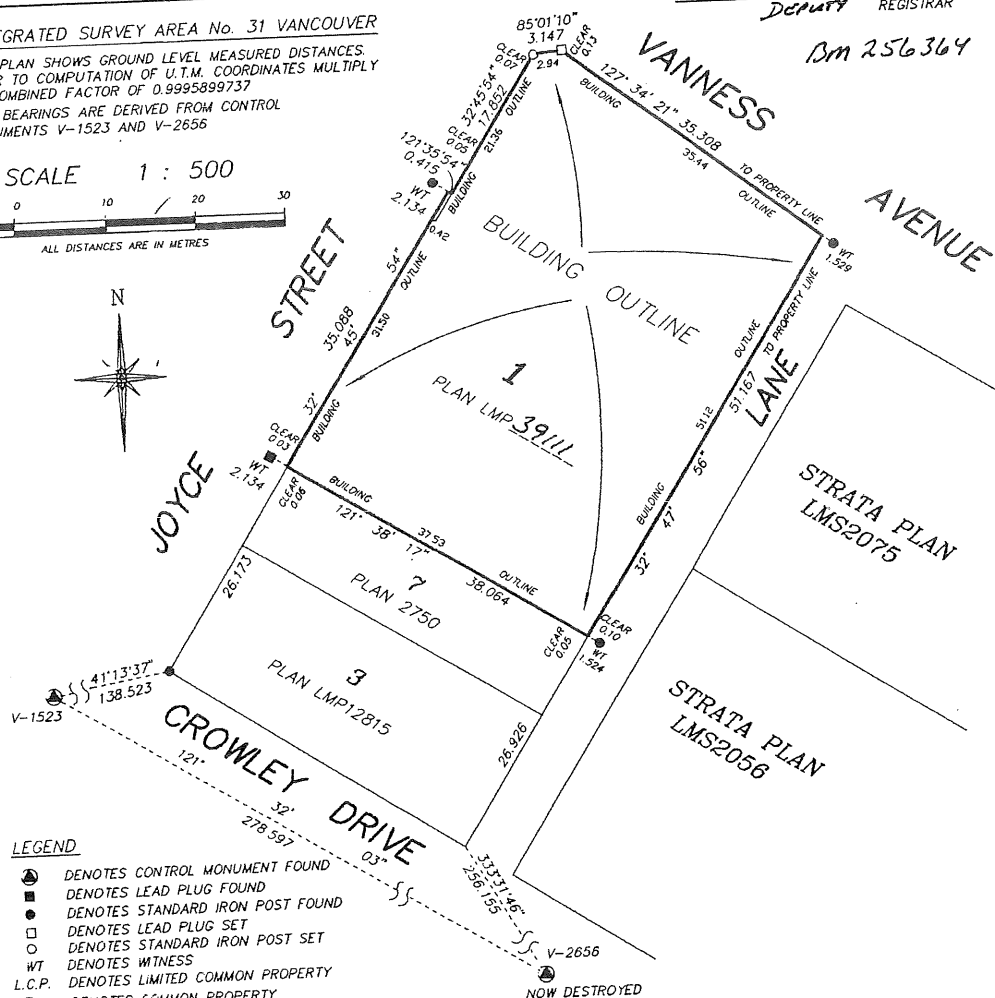 DEPUTY REGISTRAR
BM 256364
GRATED SURVEY AREA No. 31 VANCOUVER
PLAN SHOWS GROUND LEVEL MEASURED DISTANCES.
R TO COMPUTATION OF U.T.M. COORDINATES MULTIPLY
OMBINED FACTOR OF 0.9995899737
BEARINGS ARE DERIVED FROM CONTROL
UMENTS V-1523 AND V-2656
SCALE 1 : 500
0 10 20 30
ALL DISTANCES ARE IN METRES
N
85°01'10"
3.147
2.94
CLEAR
0.07
CLEAR
0.13
VANNESS
AVENUE
127° 34' 21" 35.308
BUILDING
35.44
OUTLINE
TO PROPERTY LINE
WT
1.529
32°45'54"
17.852
OUTLINE
21.36
CLEAR
0.05
BUILDING
121°35'54"
0.415
WT
2.134
0.42
JOYCE STREET
35.088
32° 45' 54"
OUTLINE
31.50
BUILDING
CLEAR
0.03
WT
2.134
CLEAR
0.06
BUILDING OUTLINE
1
PLAN LMP 39111
OUTLINE
TO PROPERTY LINE
51.12
51.167
LANE
BUILDING
32° 47' 56"
BUILDING
37.53
OUTLINE
121° 38' 17"
38.064
CLEAR
0.05
CLEAR
0.10
WT
1.524
STRATA PLAN
LMS2075
STRATA PLAN
LMS2056
7
PLAN 2750
26.173
3
PLAN LMP12815
26.926
41°13'37"
138.523
V-1523
CROWLEY DRIVE
121° 32' 03"
278.597
333°31'46"
256.155
V-2656
NOW DESTROYED
LEGEND
DENOTES CONTROL MONUMENT FOUND
DENOTES LEAD PLUG FOUND
DENOTES STANDARD IRON POST FOUND
DENOTES LEAD PLUG SET
DENOTES STANDARD IRON POST SET
WT DENOTES WITNESS
L.C.P. DENOTES LIMITED COMMON PROPERTY
DENOTES COMMON PROPERTY